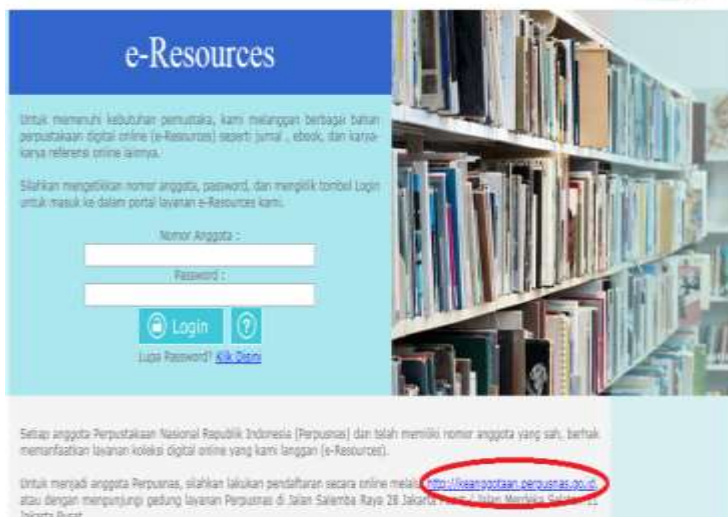 e-Resources
Untuk memenuhi kebutuhan pemustaka, kami melanggan berbagai bahan
perpustakaan digital online (e-Resources) seperti jurnal , ebook, dan karya-
karya referensi online lainnya.
Silahkan mengetikkan nomor anggota, password, dan mengklik tombol Login
untuk masuk ke dalam portal layanan e-Resources kami.
Nomor Anggota :
Password :
Login ?
Lupa Password? Klik Disini
Setiap anggota Perpustakaan Nasional Republik Indonesia (Perpusnas) dan telah memiliki nomor anggota yang sah, berhak
memanfaatkan layanan koleksi digital online yang kami langgan (e-Resources).
Untuk menjadi anggota Perpusnas, silahkan lakukan pendaftaran secara online melalui http://keanggotaan.perpusnas.go.id,
atau dengan mengunjungi gedung layanan Perpusnas di Jalan Salemba Raya 28 Jakarta Pusat / Jalan Merdeka Selatan 11
Jakarta Pusat